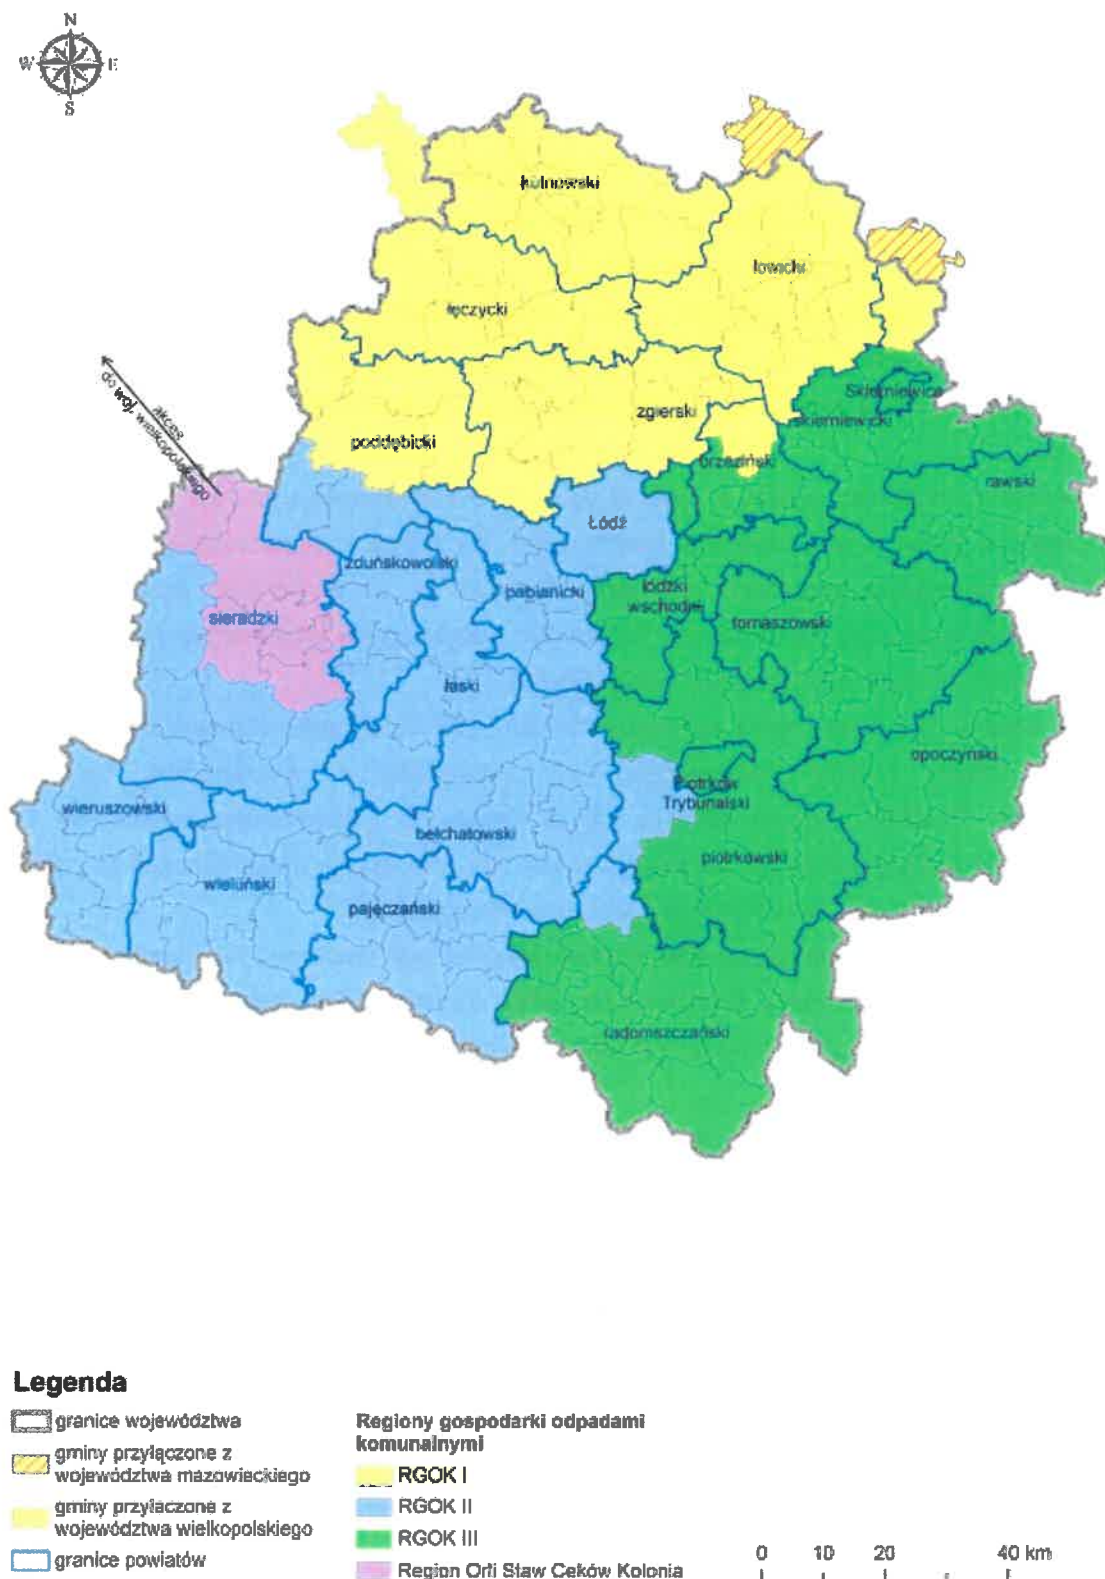 N
W E
S
kutnowski
łowicki
łęczycki
akces
do woj. wielkopolskiego
Skierniewice
zgierski
skierniewicki
poddębicki
brzeziński
rawski
Łódź
zduńskowolski
pabianicki
łódzki
wschodni
sieradzki
tomaszowski
łaski
opoczyński
Piotrków
Trybunalski
wieruszowski
bełchatowski
piotrkowski
wieluński
pajęczański
radomszczański
Legenda
granice województwa
gminy przyłączone z
województwa mazowieckiego
gminy przyłączone z
województwa wielkopolskiego
granice powiatów
Regiony gospodarki odpadami
komunalnymi
RGOK I
RGOK II
RGOK III
Region Orli Staw Ceków Kolonia
0 10 20 40 km